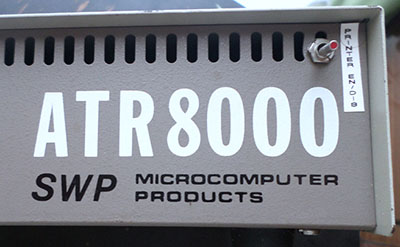 PRINTER EN/DIS
ATR8000
SWP MICROCOMPUTER
PRODUCTS